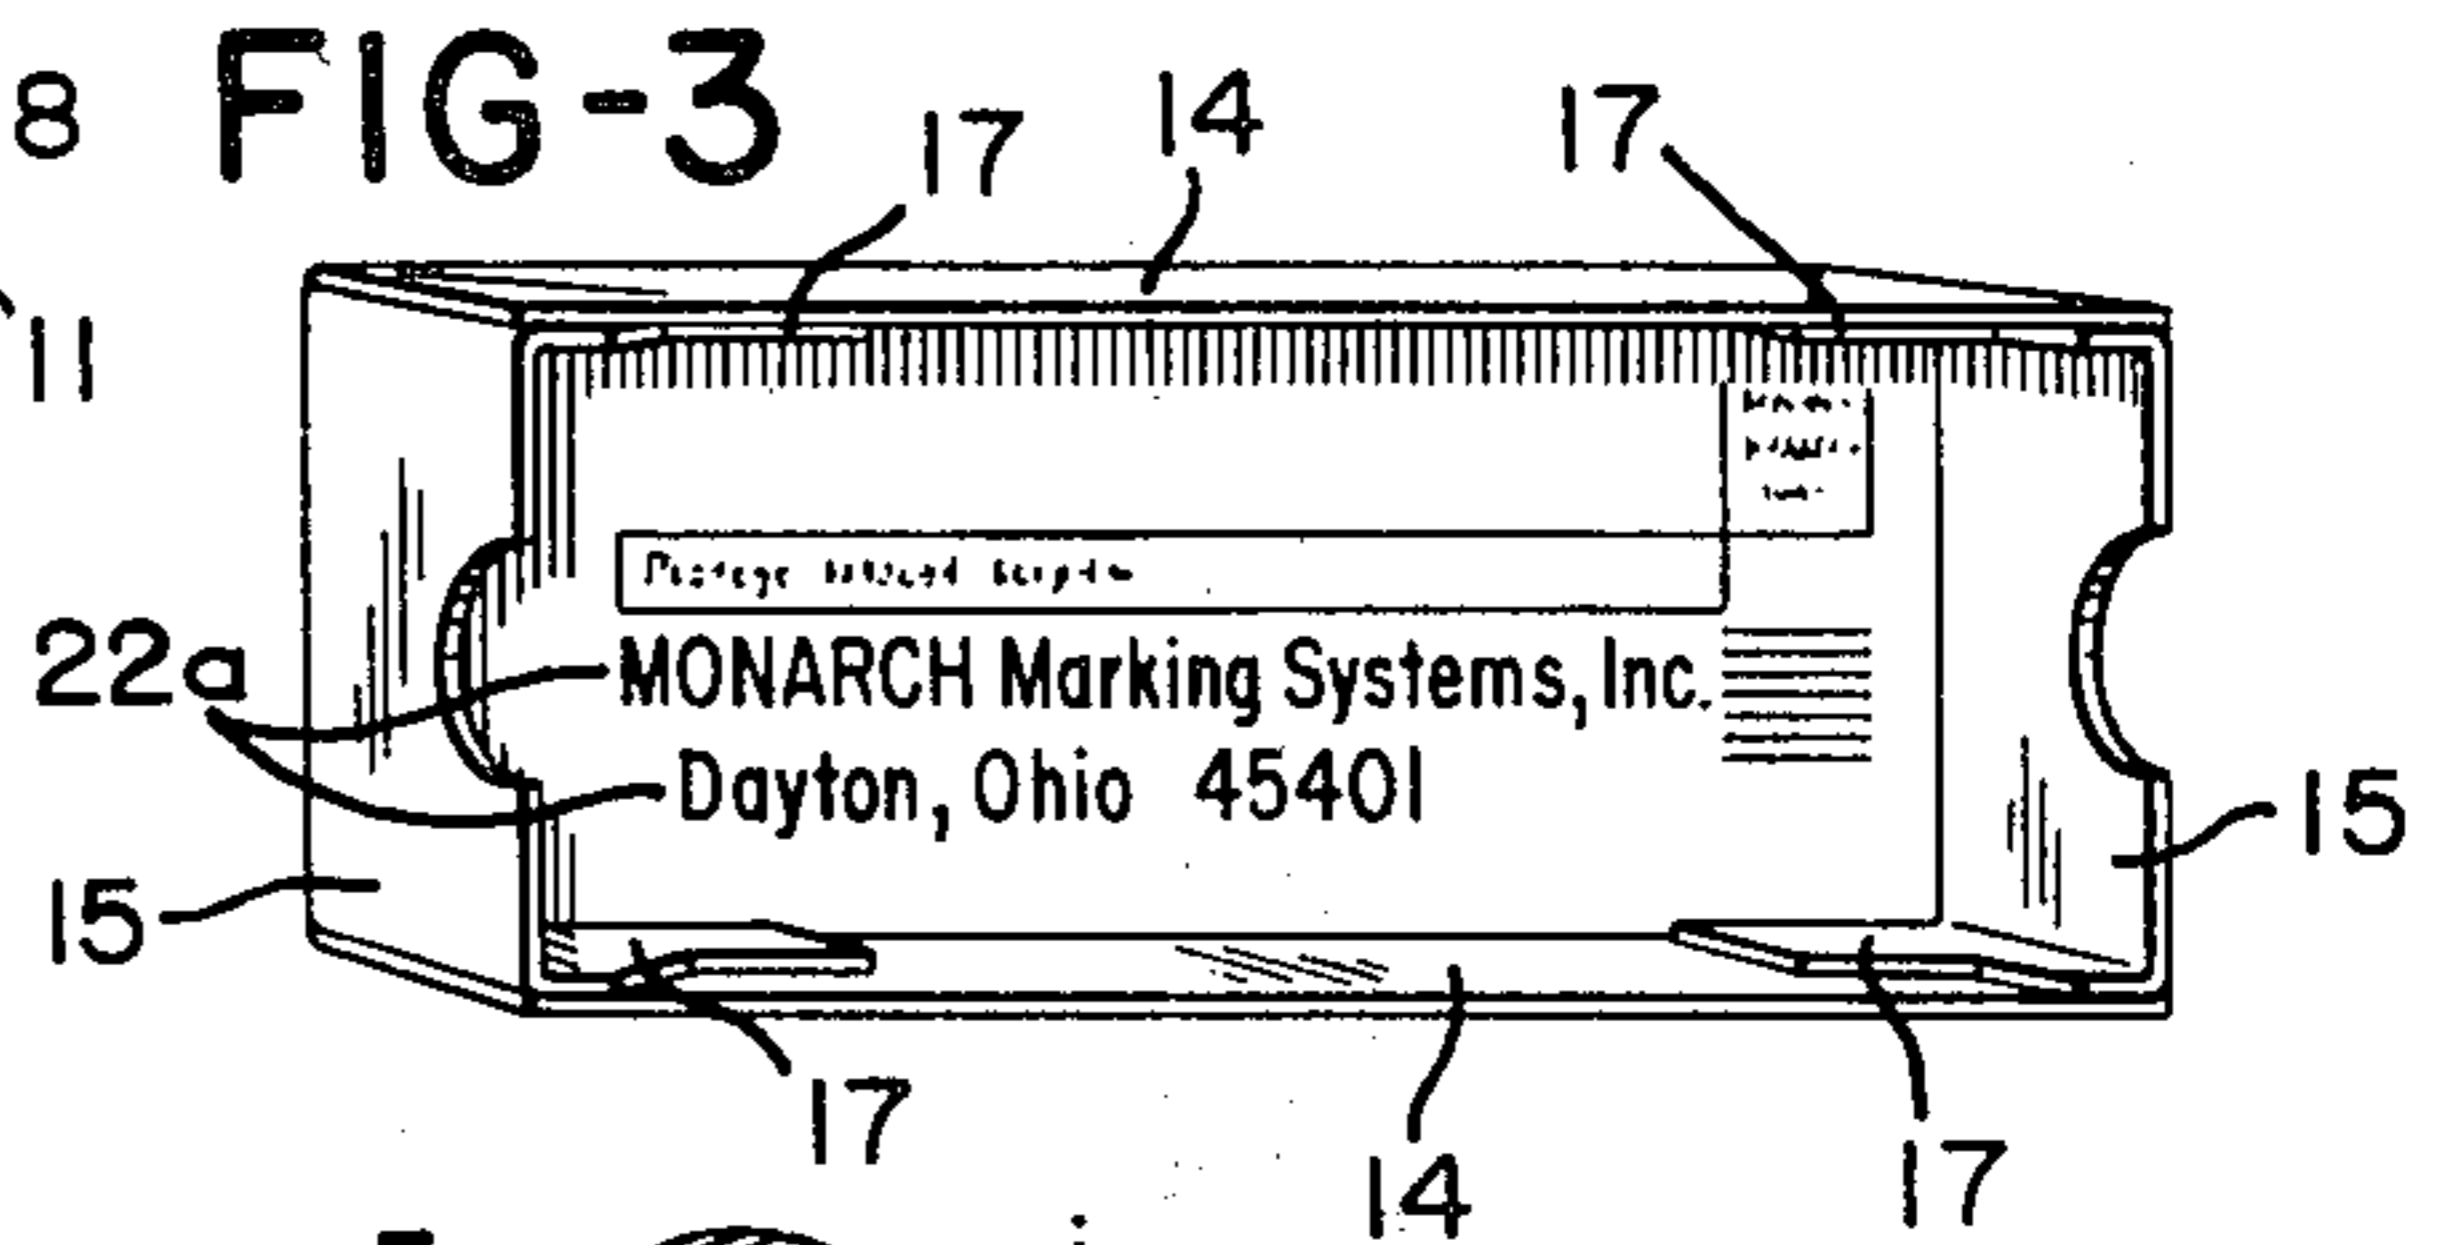 8 FIG-3
17 14 17
11
MONARCH Marking Systems, Inc.
22a
Dayton, Ohio 45401
15 15
17 14 17